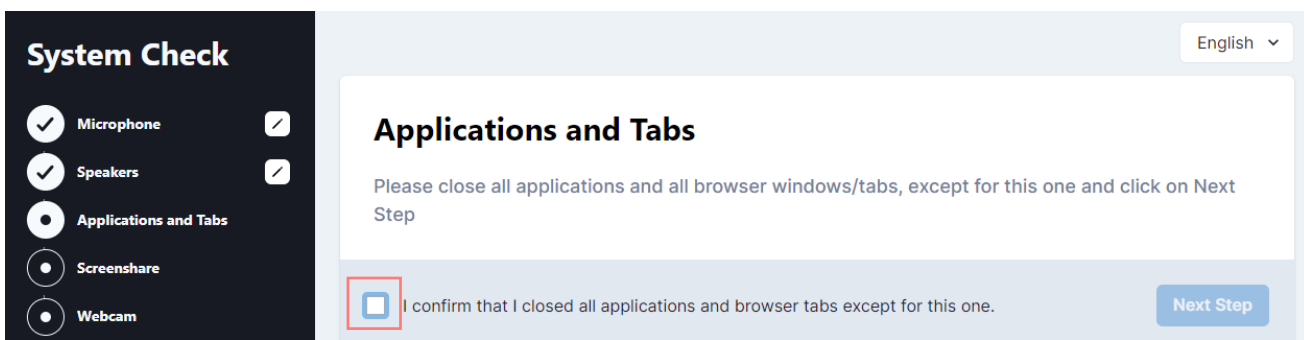 System Check
Microphone
Speakers
Applications and Tabs
Screenshare
Webcam
English
Applications and Tabs
Please close all applications and all browser windows/tabs, except for this one and click on Next
Step
I confirm that I closed all applications and browser tabs except for this one.
Next Step